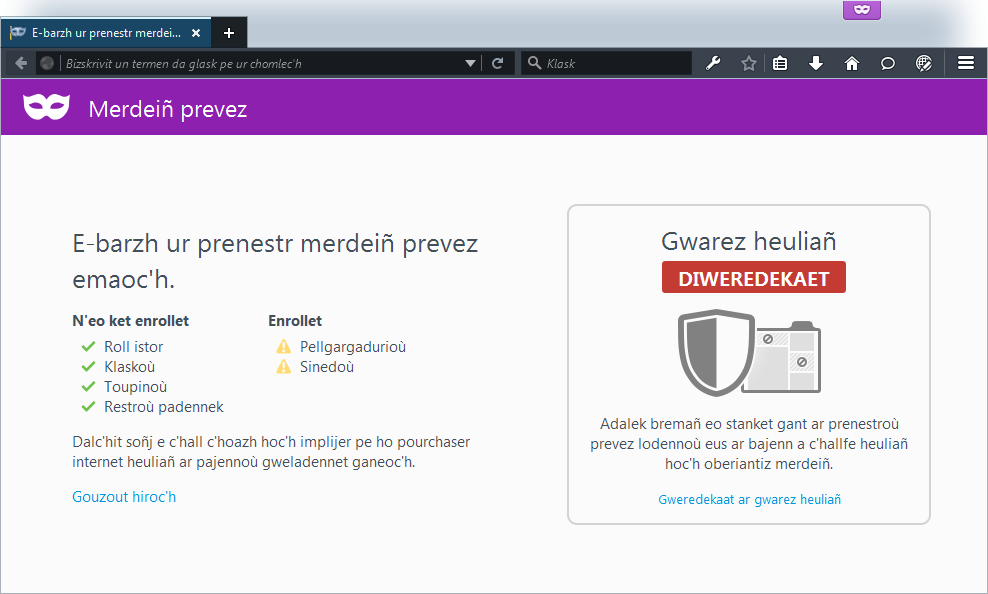 E-barzh ur prenestr merdei...
Bizskrivit un termen da glask pe ur chomlec'h
Klask
Merdeiñ prevez
E-barzh ur prenestr merdeiñ prevez
emaoc'h.
N'eo ket enrollet
Roll istor
Klaskoù
Toupinoù
Restroù padennek
Enrollet
Pellgargadurioù
Sinedoù
Dalc'hit soñj e c'hall c'hoazh hoc'h implijer pe ho pourchaser
internet heuliañ ar pajennoù gweladennet ganeoc'h.
Gouzout hiroc'h
Gwarez heuliañ
DIWEREDEKAET
Adalek bremañ eo stanket gant ar prenestroù
prevez lodennoù eus ar bajenn a c'hallfe heuliañ
hoc'h oberiantiz merdeiñ.
Gweredekaat ar gwarez heuliañ